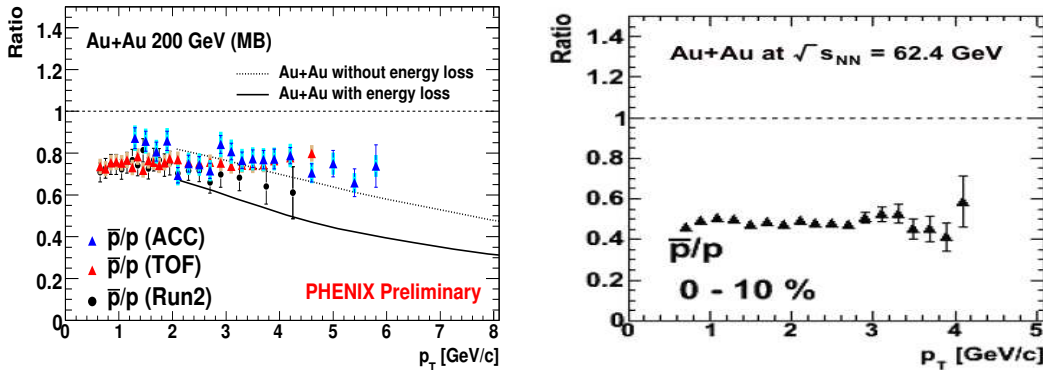 Ratio
1.4
1.2
1
0.8
0.6
0.4
0.2
0
Au+Au 200 GeV (MB)
Au+Au without energy loss
Au+Au with energy loss
p̅/p (ACC)
p̅/p (TOF)
p̅/p (Run2)
PHENIX Preliminary
0 1 2 3 4 5 6 7 8
p_T [GeV/c]
Ratio
1.4
1.2
1
0.8
0.6
0.4
0.2
0
Au+Au at √s_NN = 62.4 GeV
p̅/p
0 - 10 %
0 1 2 3 4 5
p_T [GeV/c]